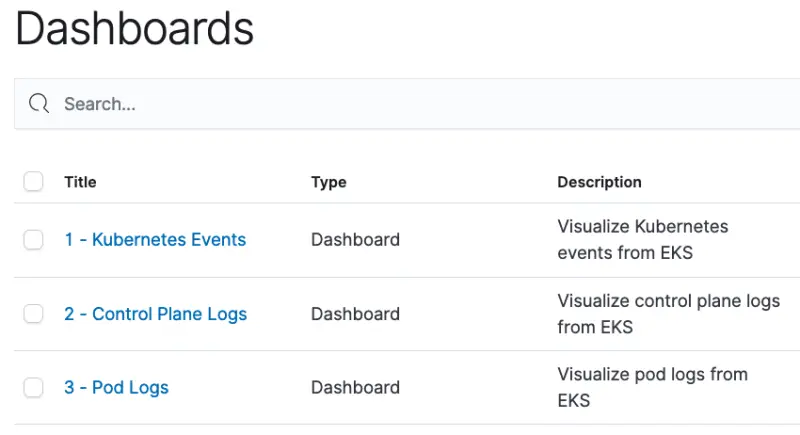 Dashboards
Search...
Title Type Description
1 - Kubernetes Events Dashboard Visualize Kubernetes
events from EKS
2 - Control Plane Logs Dashboard Visualize control plane logs
from EKS
3 - Pod Logs Dashboard Visualize pod logs from
EKS